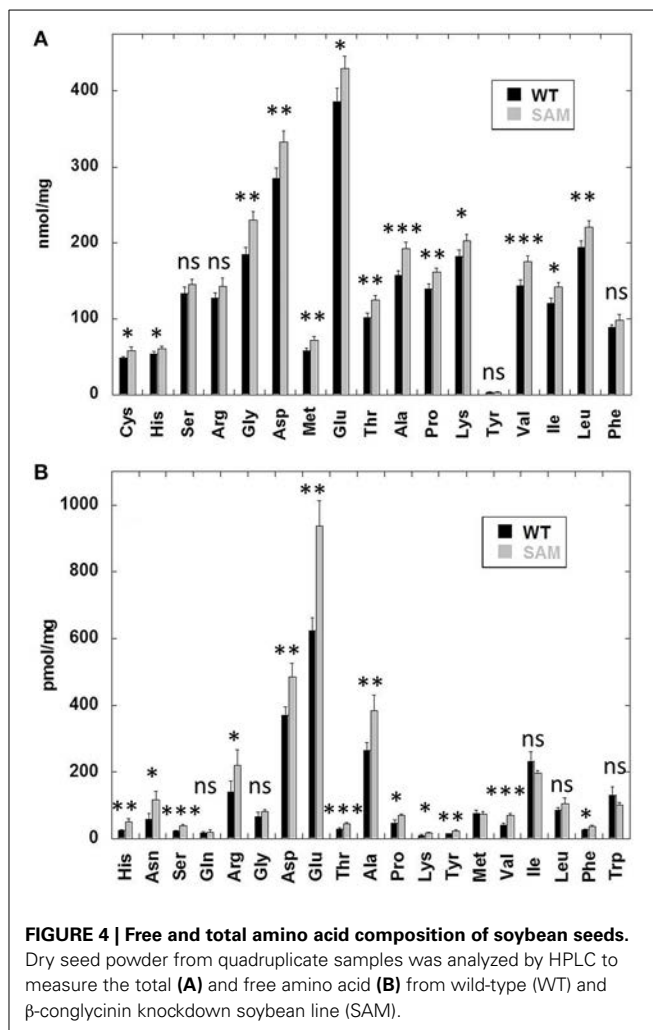 A
400
300
200
100
0
nmol/mg
WT
SAM
* * ns ns ** ** ** * ** *** ** * ns *** * ** ns
Cys His Ser Arg Gly Asp Met Glu Thr Ala Pro Lys Tyr Val Ile Leu Phe
B
1000
800
600
400
200
0
pmol/mg
WT
SAM
** * *** ns * ns ** ** *** ** * * ** *** ns ns * ns
His Asn Ser Gln Arg Gly Asp Glu Thr Ala Pro Lys Tyr Met Val Ile Leu Phe Trp
FIGURE 4 | Free and total amino acid composition of soybean seeds.
Dry seed powder from quadruplicate samples was analyzed by HPLC to
measure the total (A) and free amino acid (B) from wild-type (WT) and
β-conglycinin knockdown soybean line (SAM).